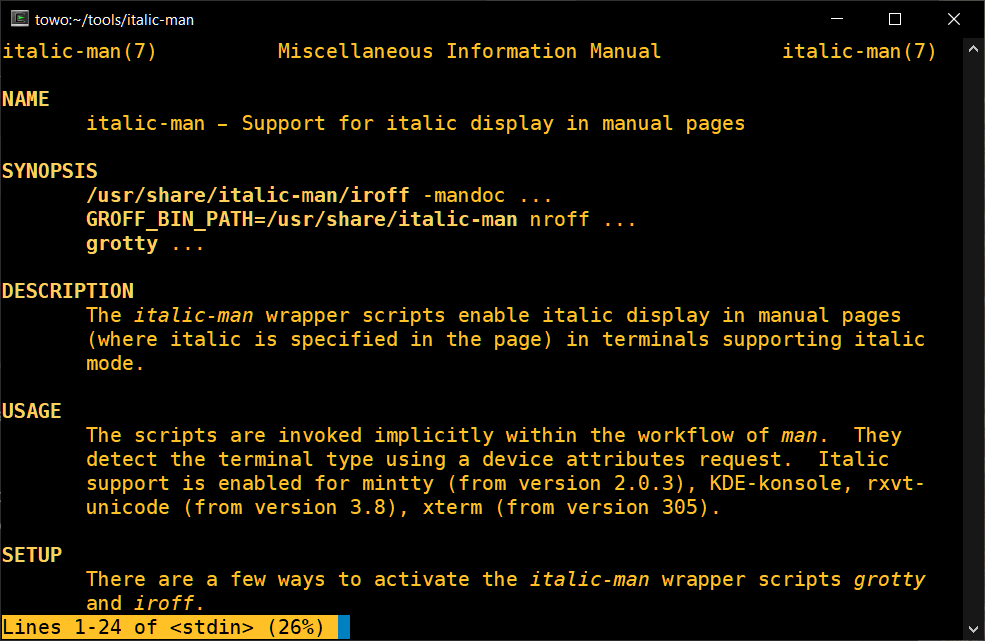 towo:~/tools/italic-man
italic-man(7) Miscellaneous Information Manual italic-man(7)
NAME
italic-man – Support for italic display in manual pages
SYNOPSIS
/usr/share/italic-man/iroff -mandoc ...
GROFF_BIN_PATH=/usr/share/italic-man nroff ...
grotty ...
DESCRIPTION
The italic-man wrapper scripts enable italic display in manual pages
(where italic is specified in the page) in terminals supporting italic
mode.
USAGE
The scripts are invoked implicitly within the workflow of man. They
detect the terminal type using a device attributes request. Italic
support is enabled for mintty (from version 2.0.3), KDE-konsole, rxvt-
unicode (from version 3.8), xterm (from version 305).
SETUP
There are a few ways to activate the italic-man wrapper scripts grotty
and iroff.
Lines 1-24 of <stdin> (26%)